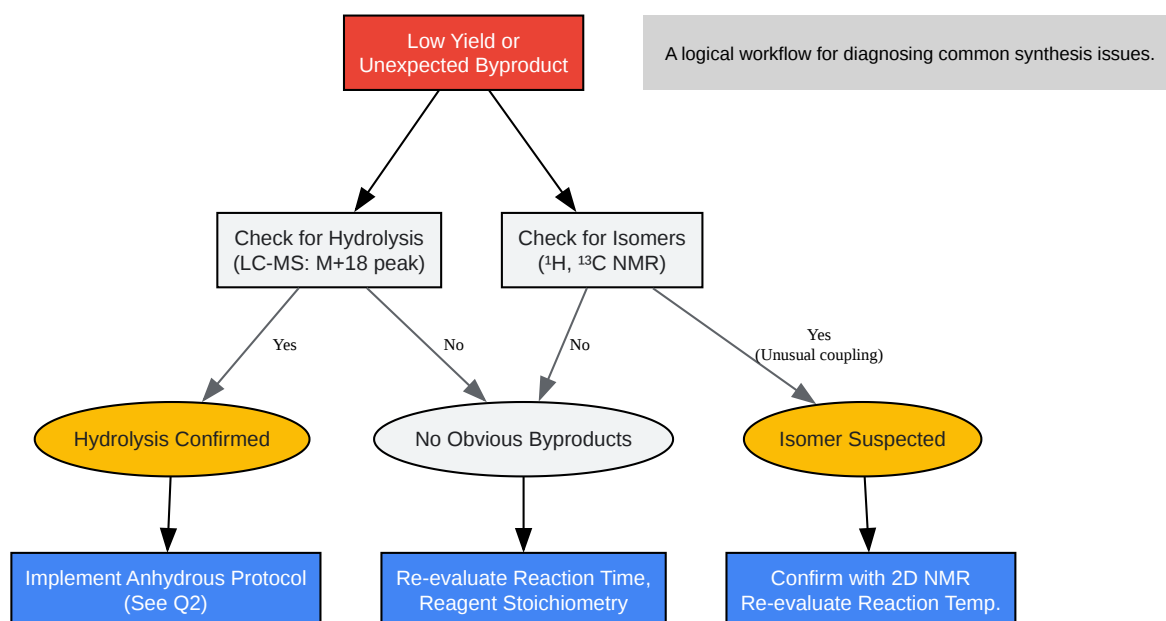 Low Yield or
Unexpected Byproduct
A logical workflow for diagnosing common synthesis issues.
Check for Hydrolysis
(LC-MS: M+18 peak)
Check for Isomers
(¹H, ¹³C NMR)
Yes
No
No
Yes
(Unusual coupling)
Hydrolysis Confirmed
No Obvious Byproducts
Isomer Suspected
Implement Anhydrous Protocol
(See Q2)
Re-evaluate Reaction Time,
Reagent Stoichiometry
Confirm with 2D NMR
Re-evaluate Reaction Temp.